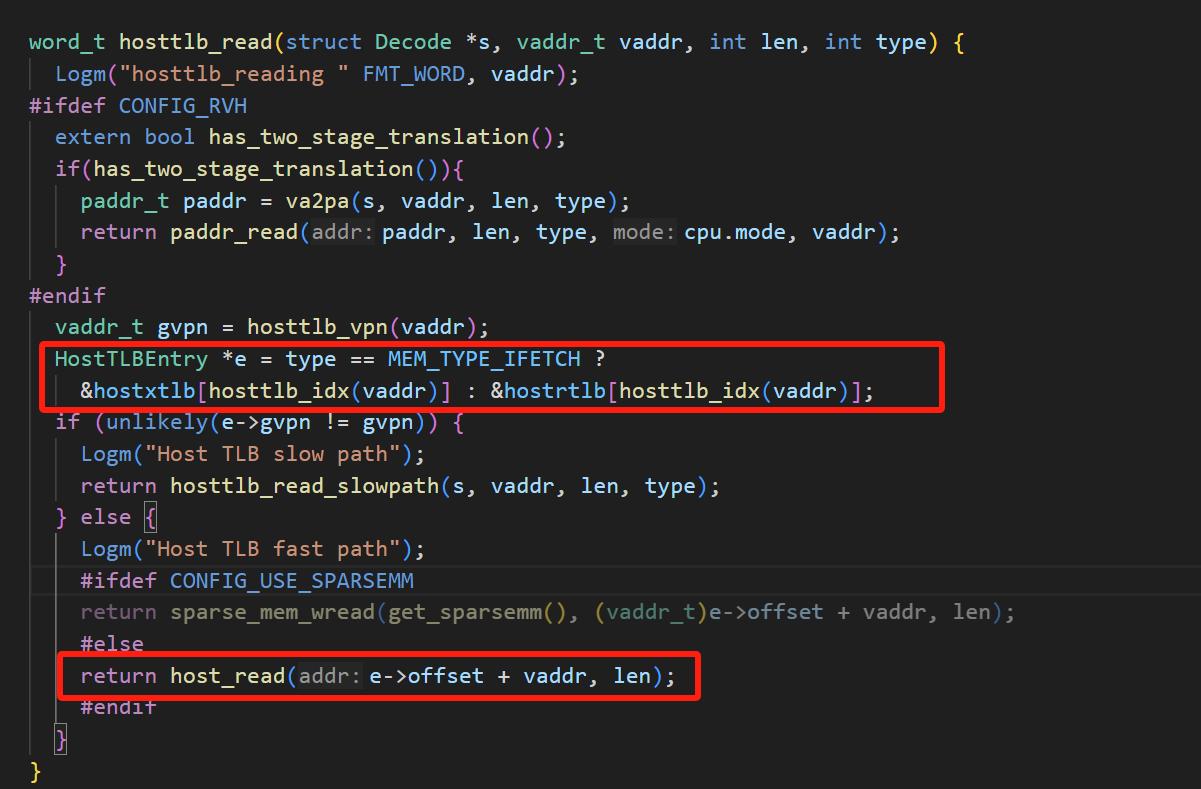 word_t hosttlb_read(struct Decode *s, vaddr_t vaddr, int len, int type) {
  Logm("hosttlb_reading " FMT_WORD, vaddr);
#ifdef CONFIG_RVH
  extern bool has_two_stage_translation();
  if(has_two_stage_translation()){
    paddr_t paddr = va2pa(s, vaddr, len, type);
    return paddr_read(addr: paddr, len, type, mode: cpu.mode, vaddr);
  }
#endif
  vaddr_t gvpn = hosttlb_vpn(vaddr);
  HostTLBEntry *e = type == MEM_TYPE_IFETCH ?
    &hostxtlb[hosttlb_idx(vaddr)] : &hostrtlb[hosttlb_idx(vaddr)];
  if (unlikely(e->gvpn != gvpn)) {
    Logm("Host TLB slow path");
    return hosttlb_read_slowpath(s, vaddr, len, type);
  } else {
    Logm("Host TLB fast path");
    #ifdef CONFIG_USE_SPARSEMM
    return sparse_mem_wread(get_sparsemm(), (vaddr_t)e->offset + vaddr, len);
    #else
    return host_read(addr: e->offset + vaddr, len);
    #endif
  }
}